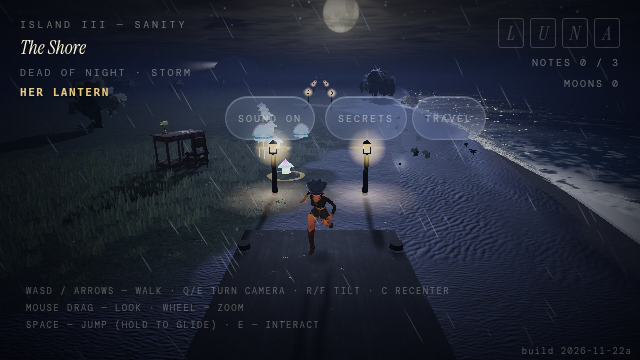 ISLAND III — SANITY
The Shore
DEAD OF NIGHT · STORM
HER LANTERN
LUNA
NOTES 0 / 3
MOONS 0
SOUND ON
SECRETS
TRAVEL
WASD / ARROWS — WALK · Q/E TURN CAMERA · R/F TILT · C RECENTER
MOUSE DRAG — LOOK · WHEEL — ZOOM
SPACE — JUMP (HOLD TO GLIDE) · E — INTERACT
build 2026-11-22a